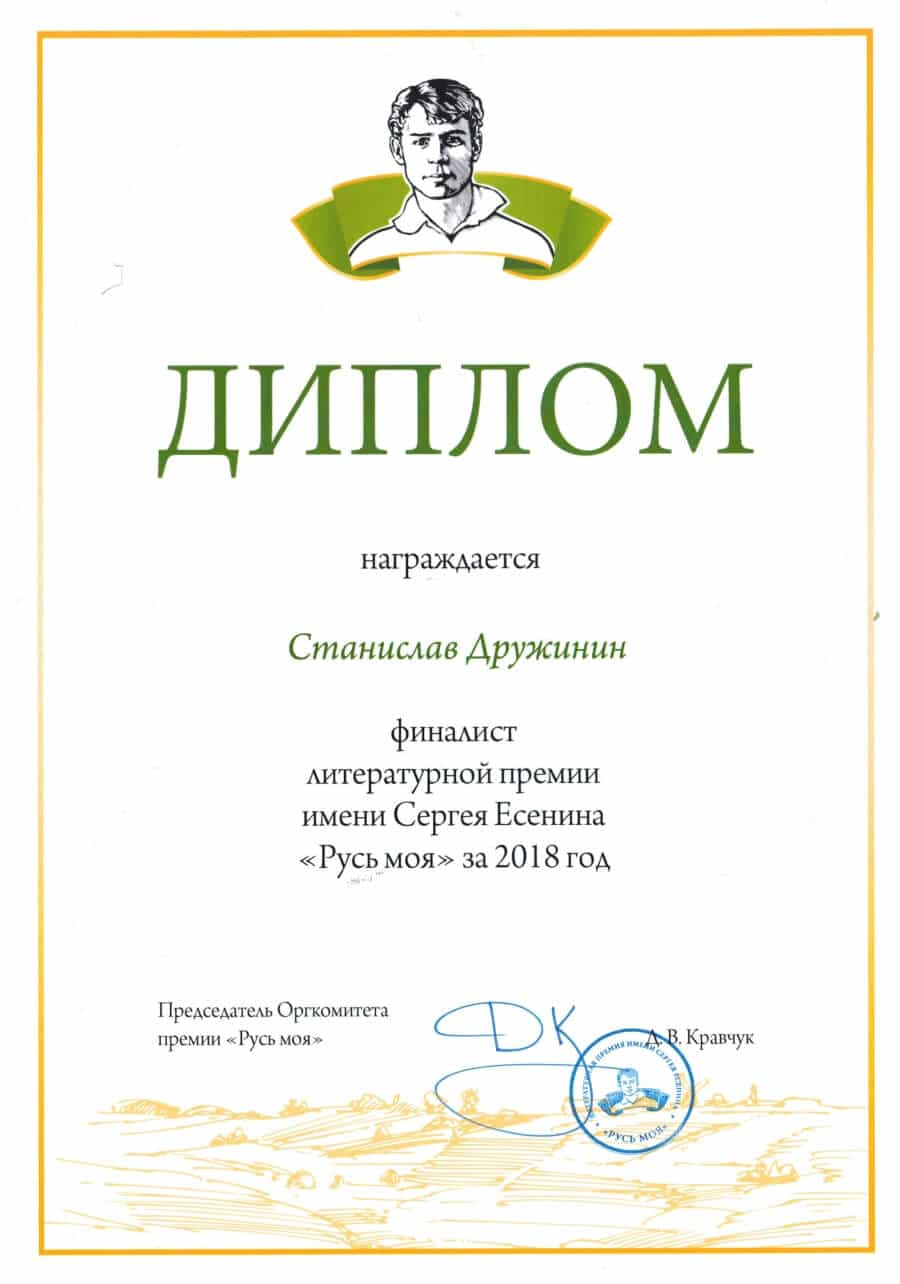 ДИПЛОМ
награждается
Станислав Дружинин
финалист
литературной премии
имени Сергея Есенина
«Русь моя» за 2018 год
Председатель Оргкомитета
премии «Русь моя»
ДК
Д. В. Кравчук
ЛИТЕРАТУРНАЯ ПРЕМИЯ ИМЕНИ СЕРГЕЯ ЕСЕНИНА
«РУСЬ МОЯ»